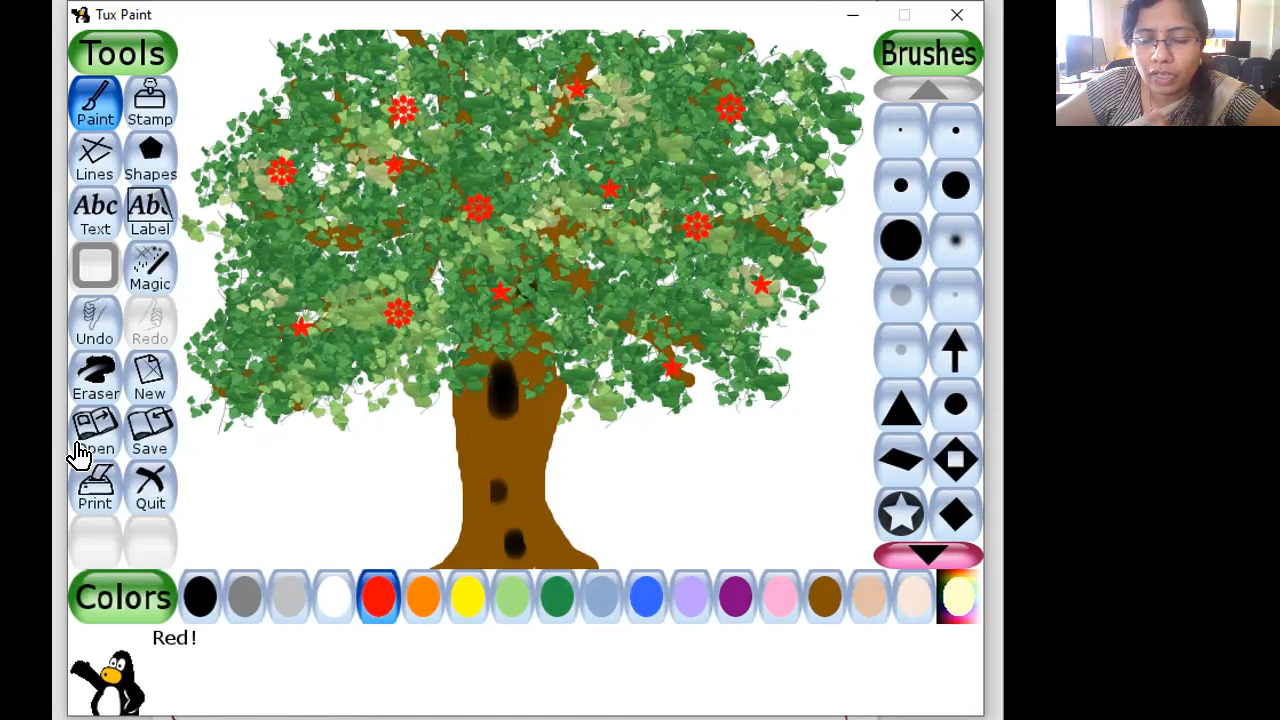 Tux Paint
Tools
Brushes
Paint
Stamp
Lines
Shapes
Abc
Abc
Text
Label
Magic
Undo
Redo
Eraser
New
Open
Save
Print
Quit
Colors
Red!